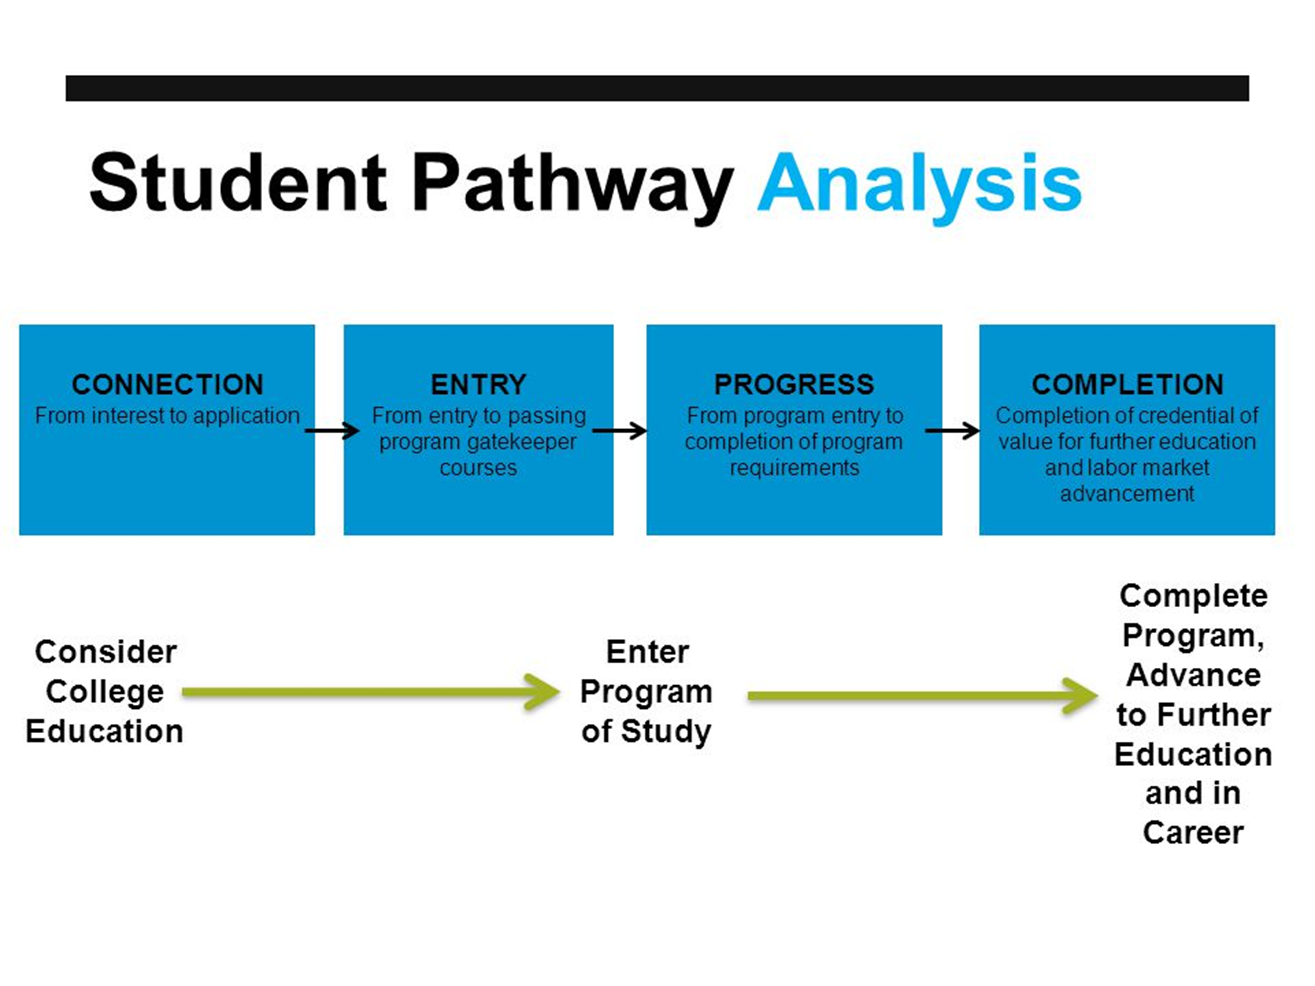 Student Pathway Analysis
CONNECTION
From interest to application
ENTRY
From entry to passing
program gatekeeper
courses
PROGRESS
From program entry to
completion of program
requirements
COMPLETION
Completion of credential of
value for further education
and labor market
advancement
Consider
College
Education
Enter
Program
of Study
Complete
Program,
Advance
to Further
Education
and in
Career